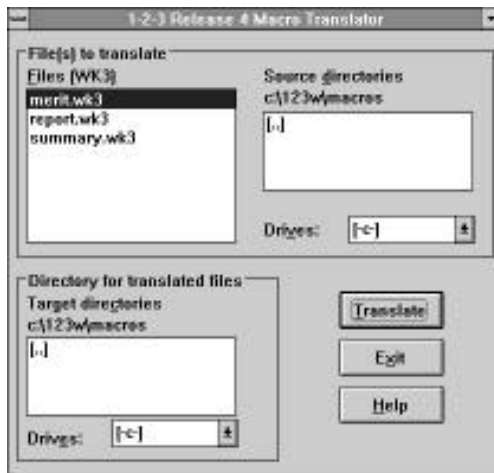 1-2-3 Release 4 Macro Translator
File(s) to translate
Files (WK3)
merit.wk3
report.wk3
summary.wk3
Source directories
c:\123w\macros
[..]
Drives: [-c-]
Directory for translated files
Target directories
c:\123w\macros
[..]
Drives: [-c-]
Translate
Exit
Help